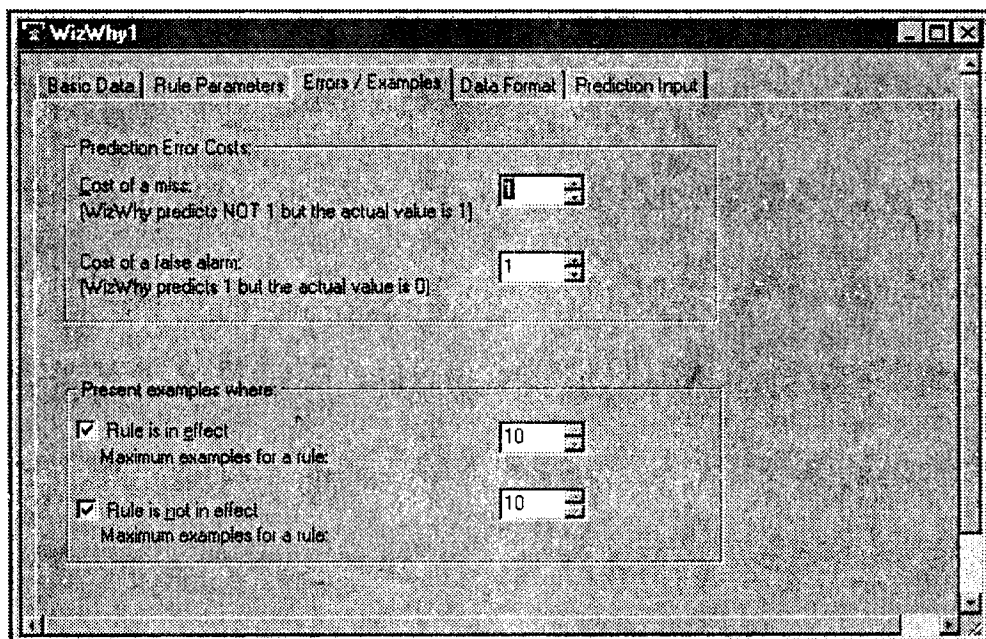 WizWhy1
Basic Data Rule Parameters Errors / Examples Data Format Prediction Input
Prediction Error Costs:
Cost of a miss: 1
(WizWhy predicts NOT 1 but the actual value is 1)
Cost of a false alarm: 1
(WizWhy predicts 1 but the actual value is 0)
Present examples where:
Rule is in effect 10
Maximum examples for a rule:
Rule is not in effect 10
Maximum examples for a rule: